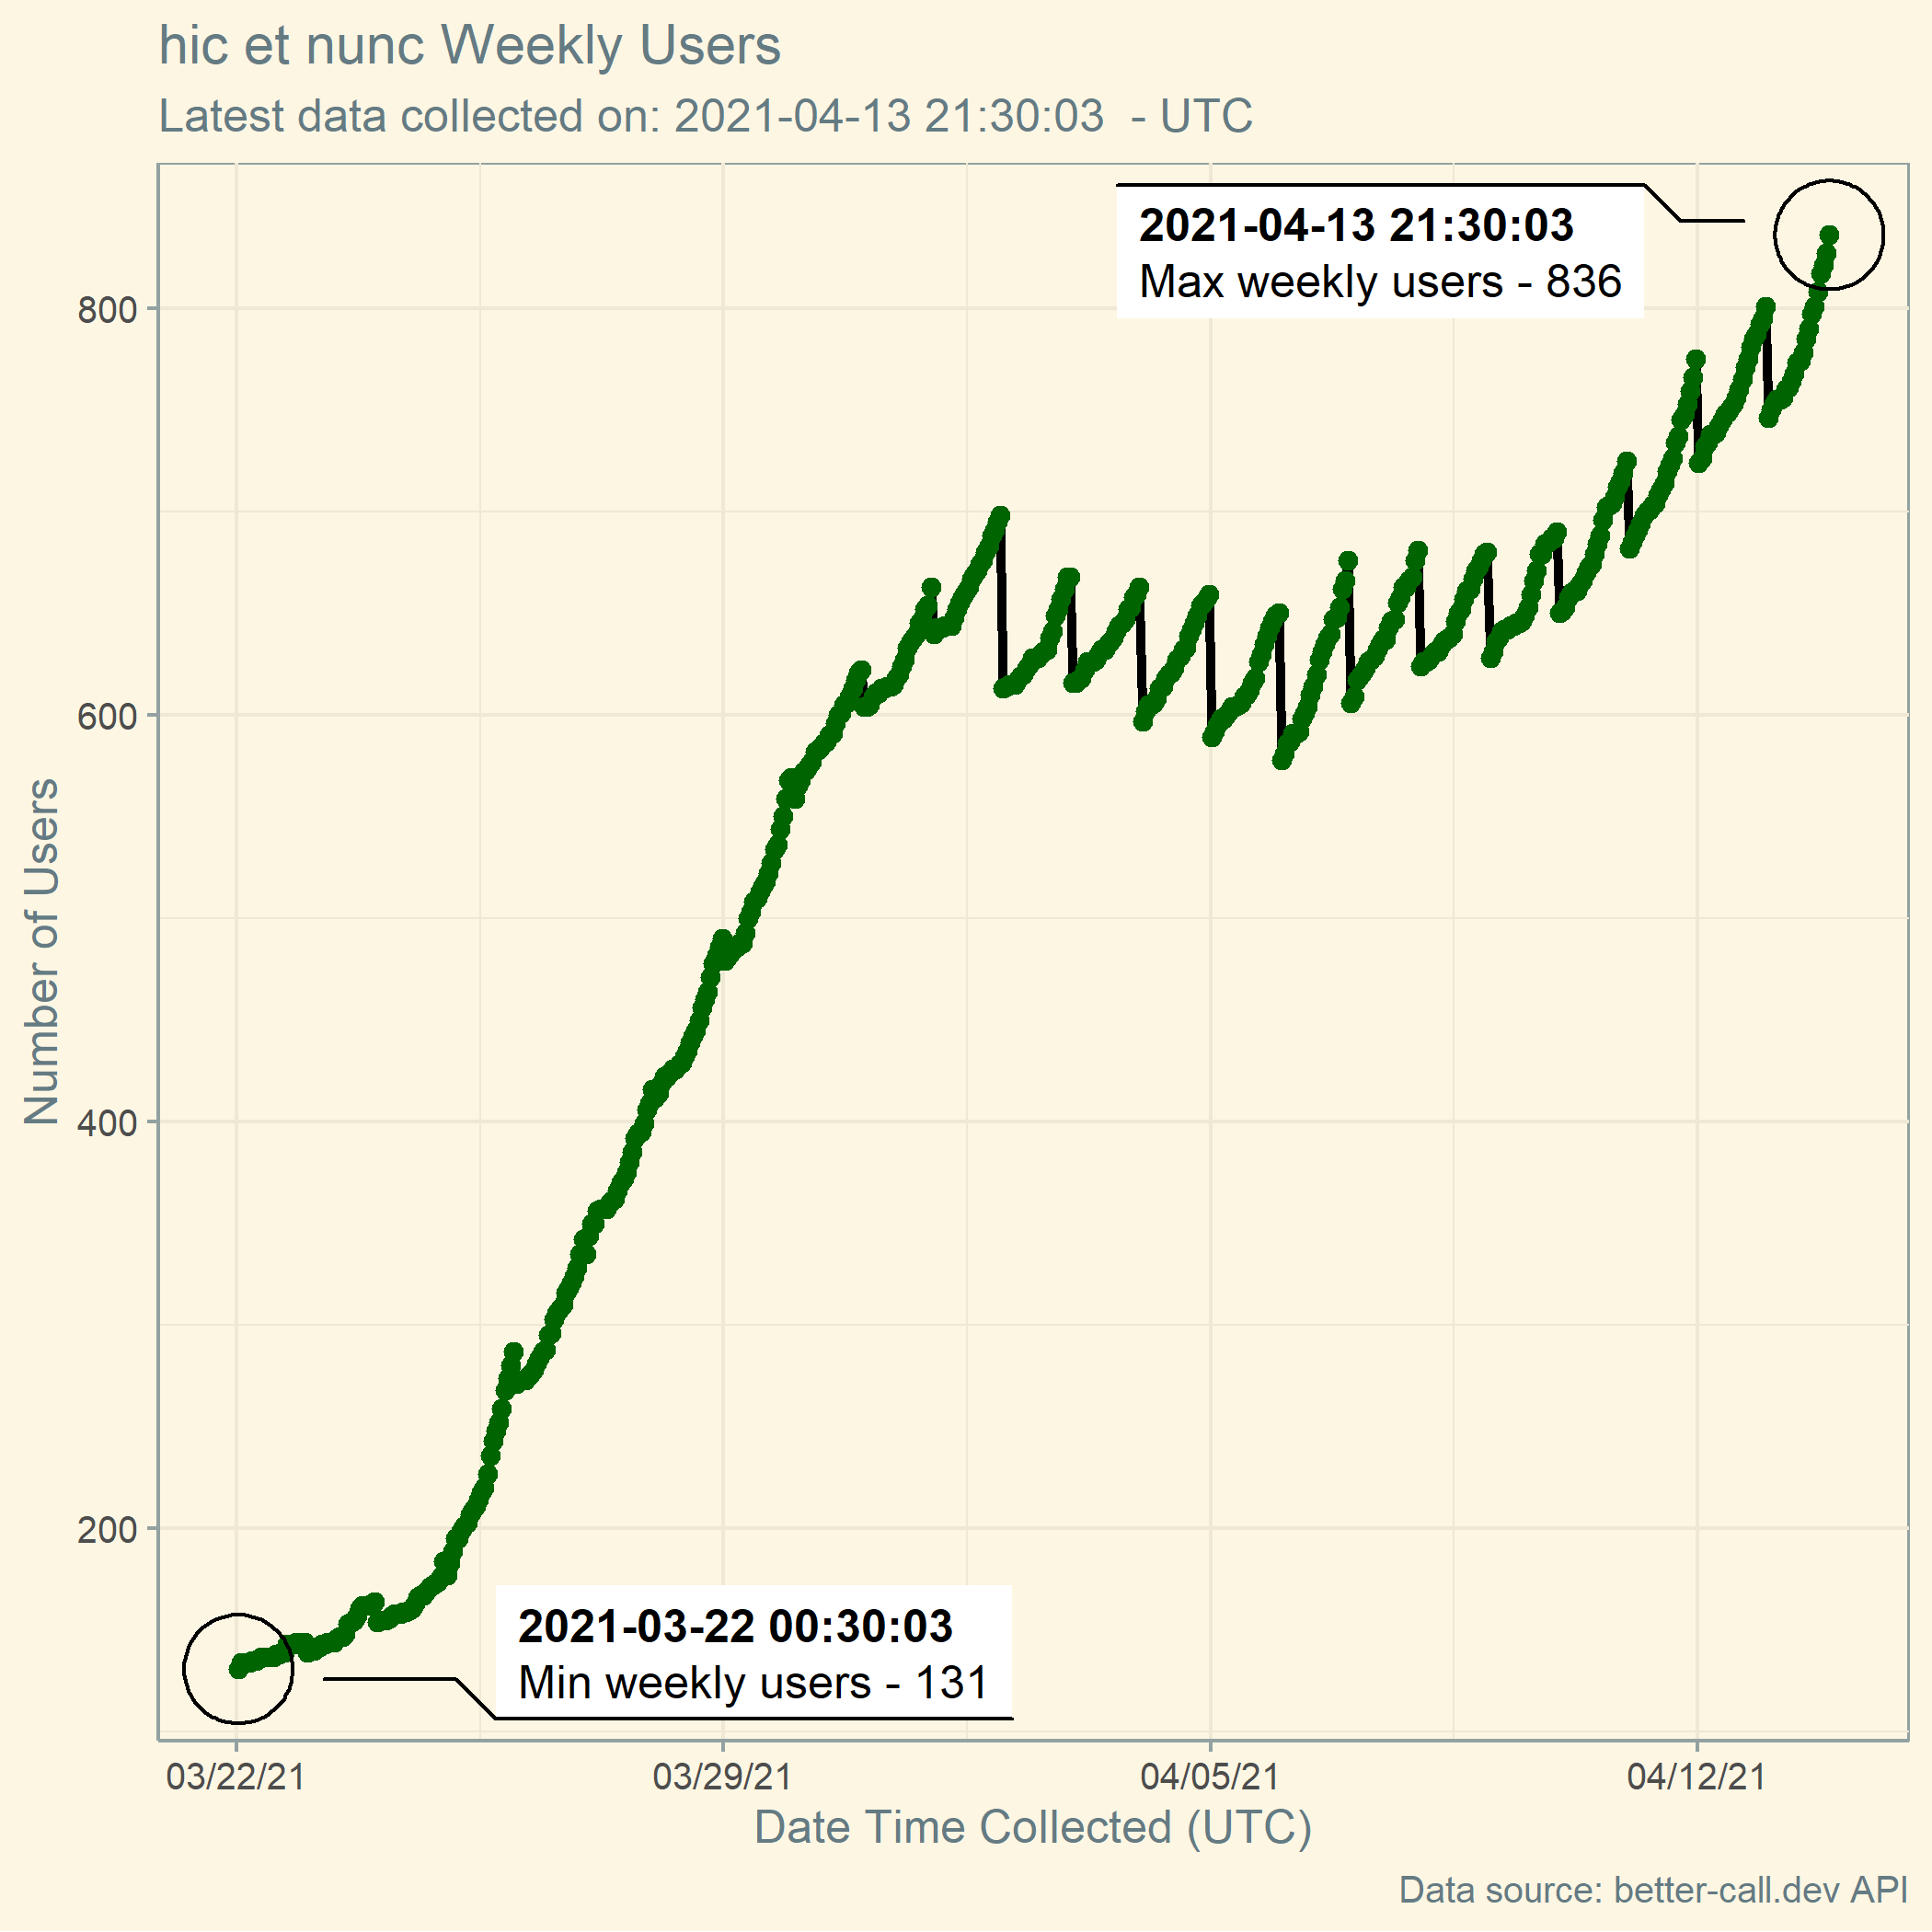 hic et nunc Weekly Users
Latest data collected on: 2021-04-13 21:30:03  - UTC
2021-04-13 21:30:03
Max weekly users - 836
800
600
400
200
Number of Users
2021-03-22 00:30:03
Min weekly users - 131
03/22/21
03/29/21
04/05/21
04/12/21
Date Time Collected (UTC)
Data source: better-call.dev API